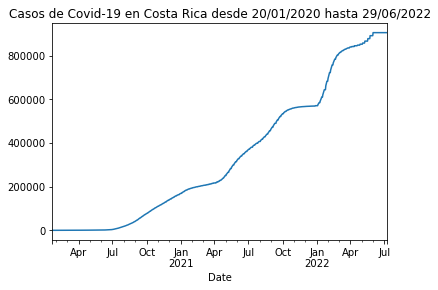 Casos de Covid-19 en Costa Rica desde 20/01/2020 hasta 29/06/2022
800000
600000
400000
200000
0
Apr Jul Oct Jan Apr Jul Oct Jan Apr Jul
2021 2022
Date